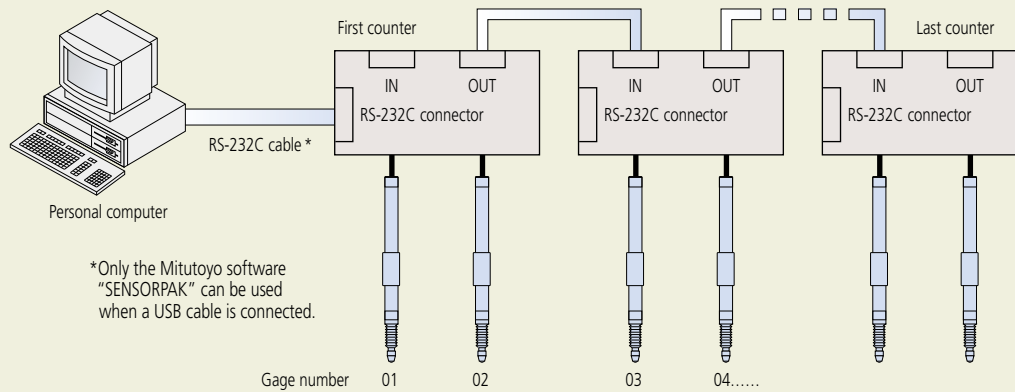 First counter
Last counter
IN OUT
IN OUT
IN OUT
RS-232C connector
RS-232C connector
RS-232C connector
RS-232C cable *
Personal computer
*Only the Mitutoyo software
“SENSORPAK” can be used
when a USB cable is connected.
Gage number 01 02 03 04......